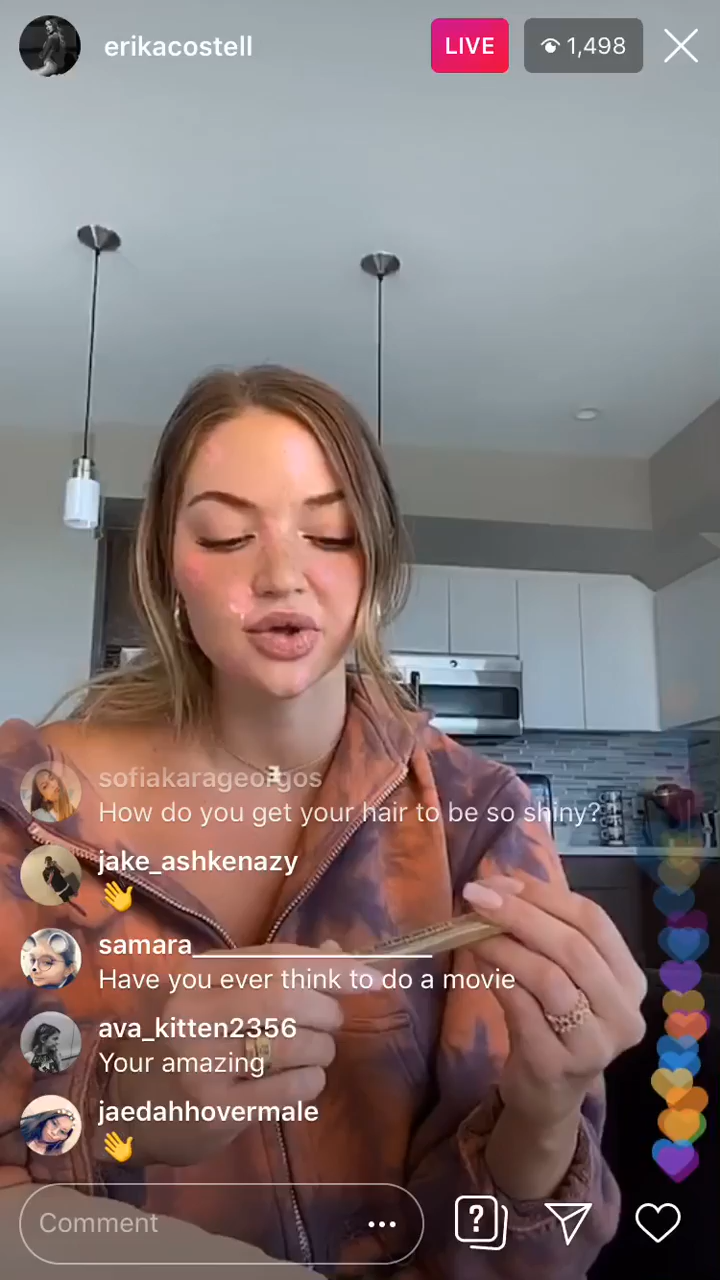 erikacostell
LIVE
1,498
sofiakarageorgos
How do you get your hair to be so shiny?
jake_ashkenazy
👋
samara_______________
Have you ever think to do a movie
ava_kitten2356
Your amazing
jaedahhovermale
👋
Comment
?